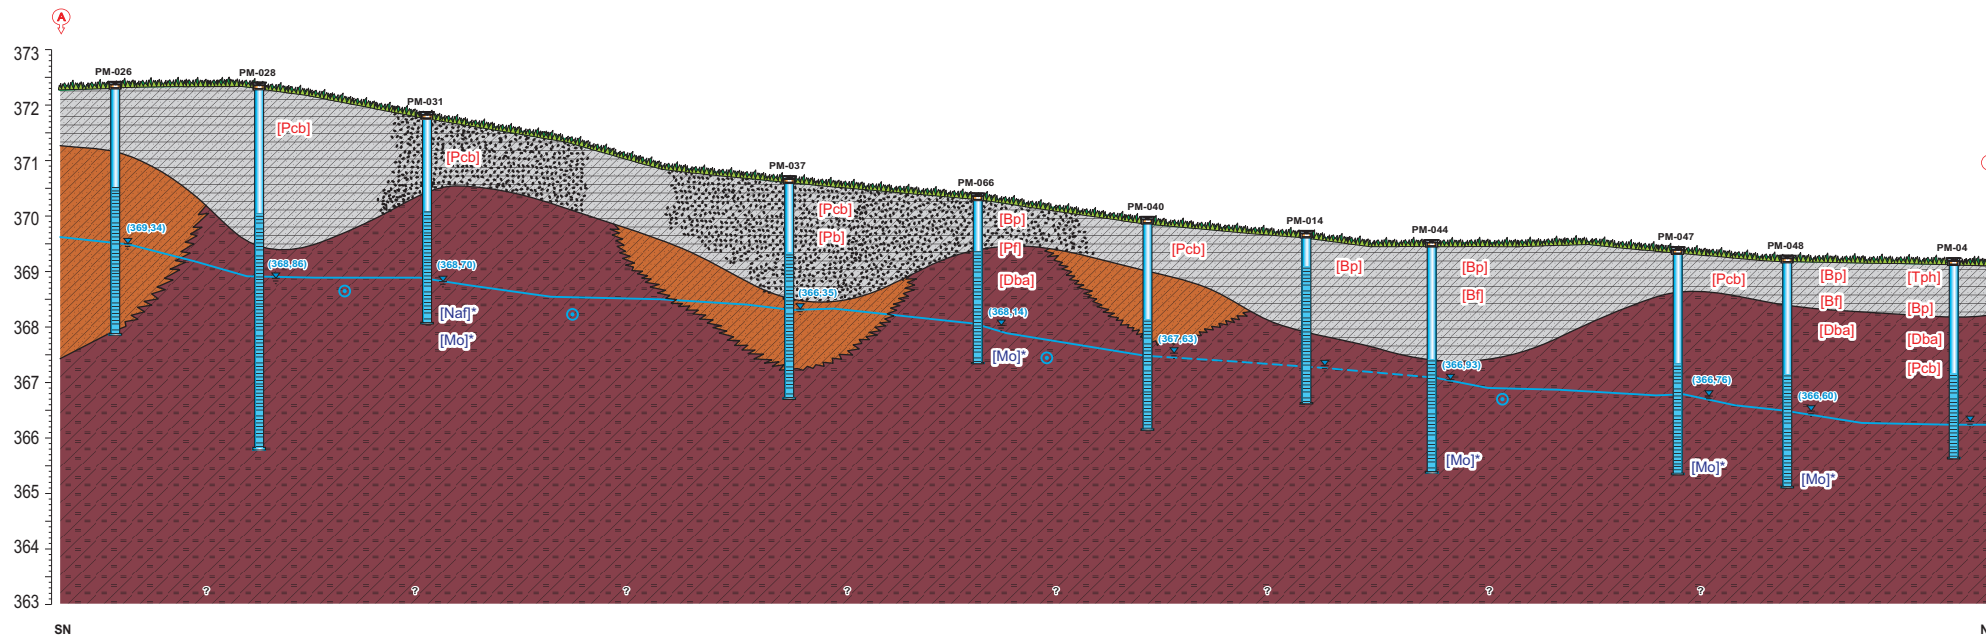 A
373
372
371
370
369
368
367
366
365
364
363
PM-026
PM-028
PM-031
PM-037
PM-066
PM-040
PM-014
PM-044
PM-047
PM-048
PM-04
[Pcb]
[Pcb]
[Pcb]
[Pb]
[Bp]
[Pf]
[Dba]
[Pcb]
[Bp]
[Bp]
[Bf]
[Pcb]
[Bp]
[Bf]
[Dba]
[Tph]
[Bp]
[Dba]
[Pcb]
(369,34)
(368,86)
(368,70)
(366,35)
(368,14)
(367,63)
(366,93)
(366,76)
(366,60)
[Naf]*
[Mo]*
[Mo]*
[Mo]*
[Mo]*
[Mo]*
? ? ? ? ? ? ? ?
SN
N